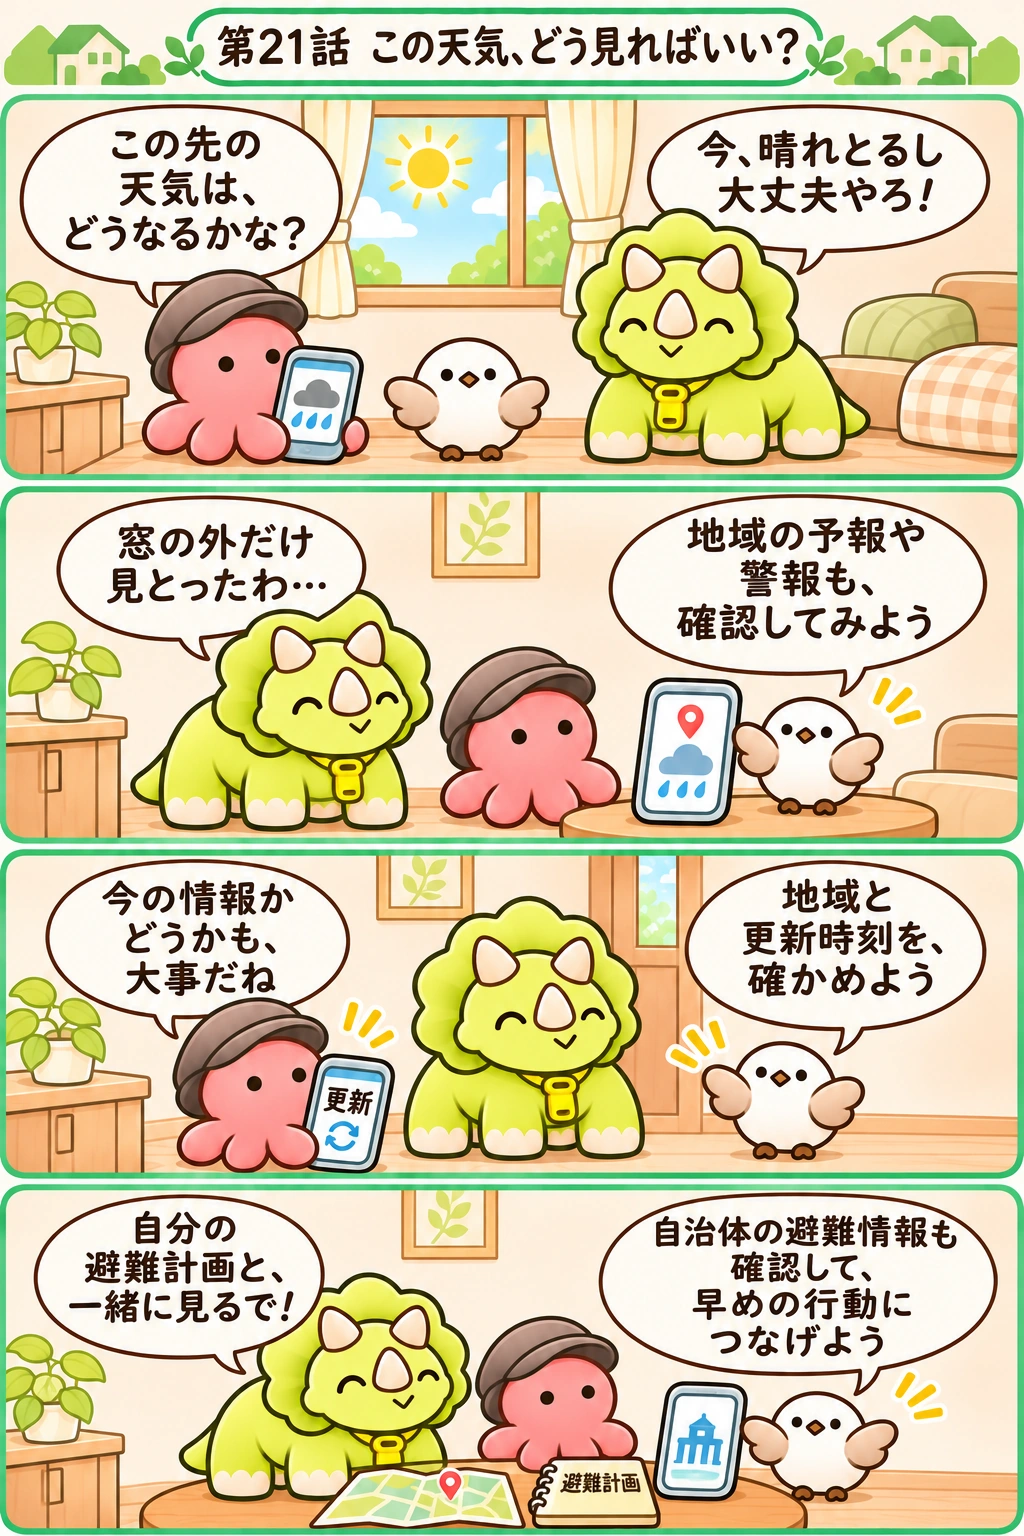 第21話 この天気、どう見ればいい?
この先の
天気は、
どうなるかな?
今、晴れとるし
大丈夫やろ!
窓の外だけ
見とったわ…
地域の予報や
警報も、
確認してみよう
今の情報か
どうかも、
大事だね
更新
地域と
更新時刻を、
確かめよう
自分の
避難計画と、
一緒に見るで!
自治体の避難情報も
確認して、
早めの行動に
つなげよう
避難計画